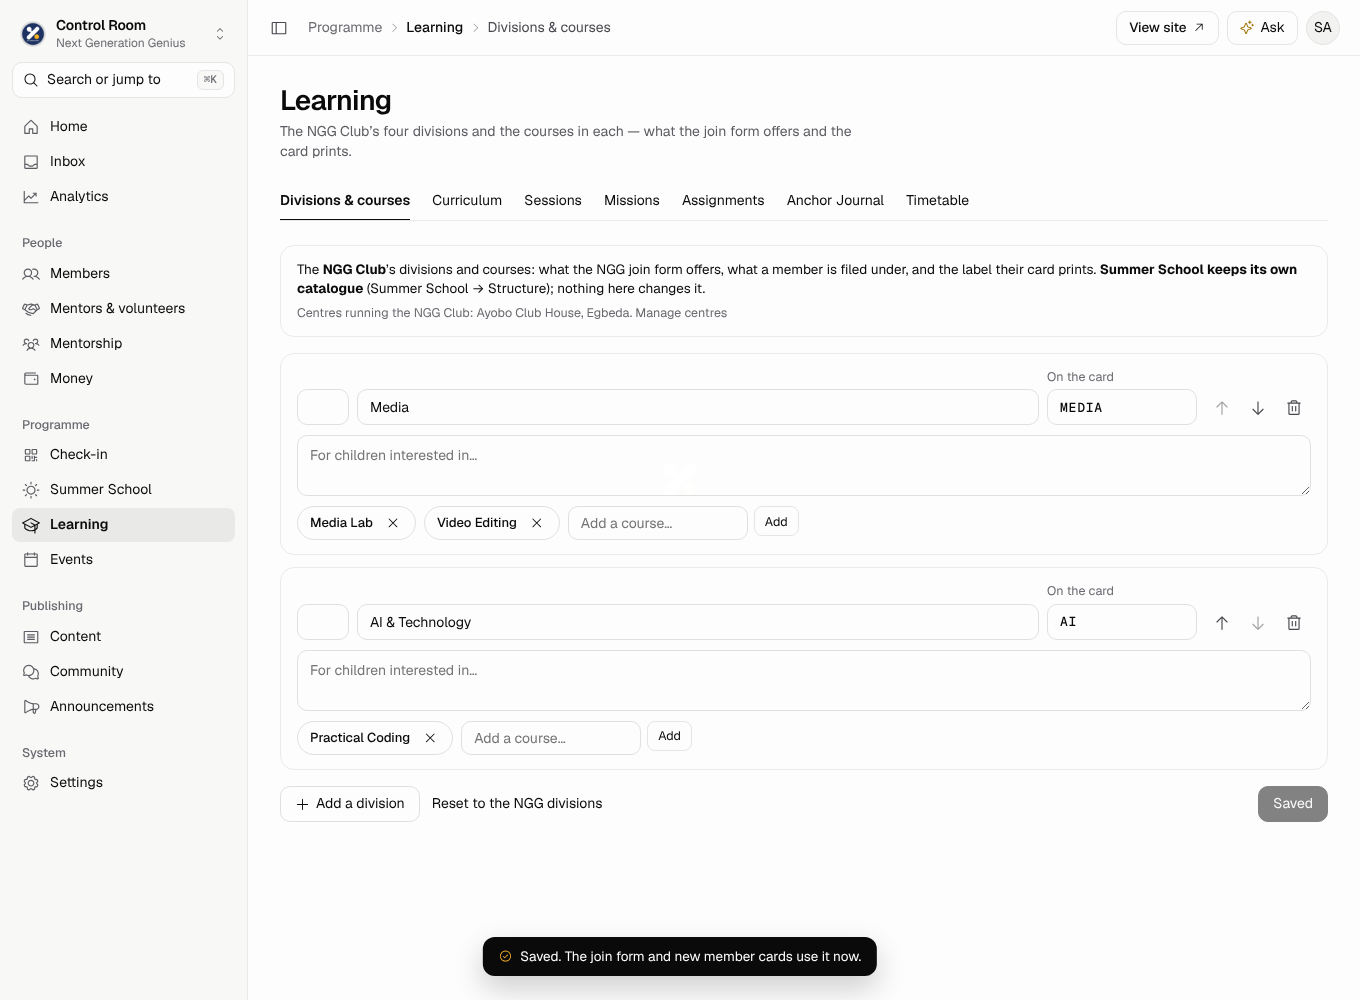 Control Room
Next Generation Genius
Search or jump to
⌘K
Home
Inbox
Analytics
People
Members
Mentors & volunteers
Mentorship
Money
Programme
Check-in
Summer School
Learning
Events
Publishing
Content
Community
Announcements
System
Settings
Programme > Learning > Divisions & courses
View site ↗
Ask
SA
Learning
The NGG Club’s four divisions and the courses in each — what the join form offers and the
card prints.
Divisions & courses Curriculum Sessions Missions Assignments Anchor Journal Timetable
The NGG Club’s divisions and courses: what the NGG join form offers, what a member is filed under, and the label their card prints. Summer School keeps its own
catalogue (Summer School → Structure); nothing here changes it.
Centres running the NGG Club: Ayobo Club House, Egbeda. Manage centres
On the card
Media
MEDIA
For children interested in…
Media Lab
Video Editing
Add a course…
Add
On the card
AI & Technology
AI
For children interested in…
Practical Coding
Add a course…
Add
Add a division
Reset to the NGG divisions
Saved
Saved. The join form and new member cards use it now.